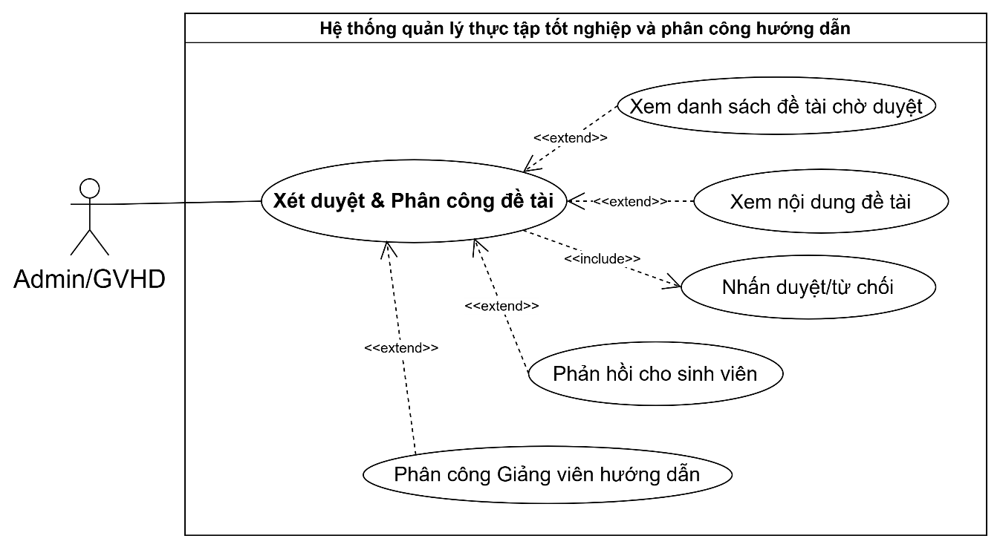 Hệ thống quản lý thực tập tốt nghiệp và phân công hướng dẫn
Xem danh sách đề tài chờ duyệt
<<extend>>
Xét duyệt & Phân công đề tài
<<extend>>
Xem nội dung đề tài
<<include>>
Admin/GVHD
Nhấn duyệt/từ chối
<<extend>>
<<extend>>
Phản hồi cho sinh viên
Phân công Giảng viên hướng dẫn